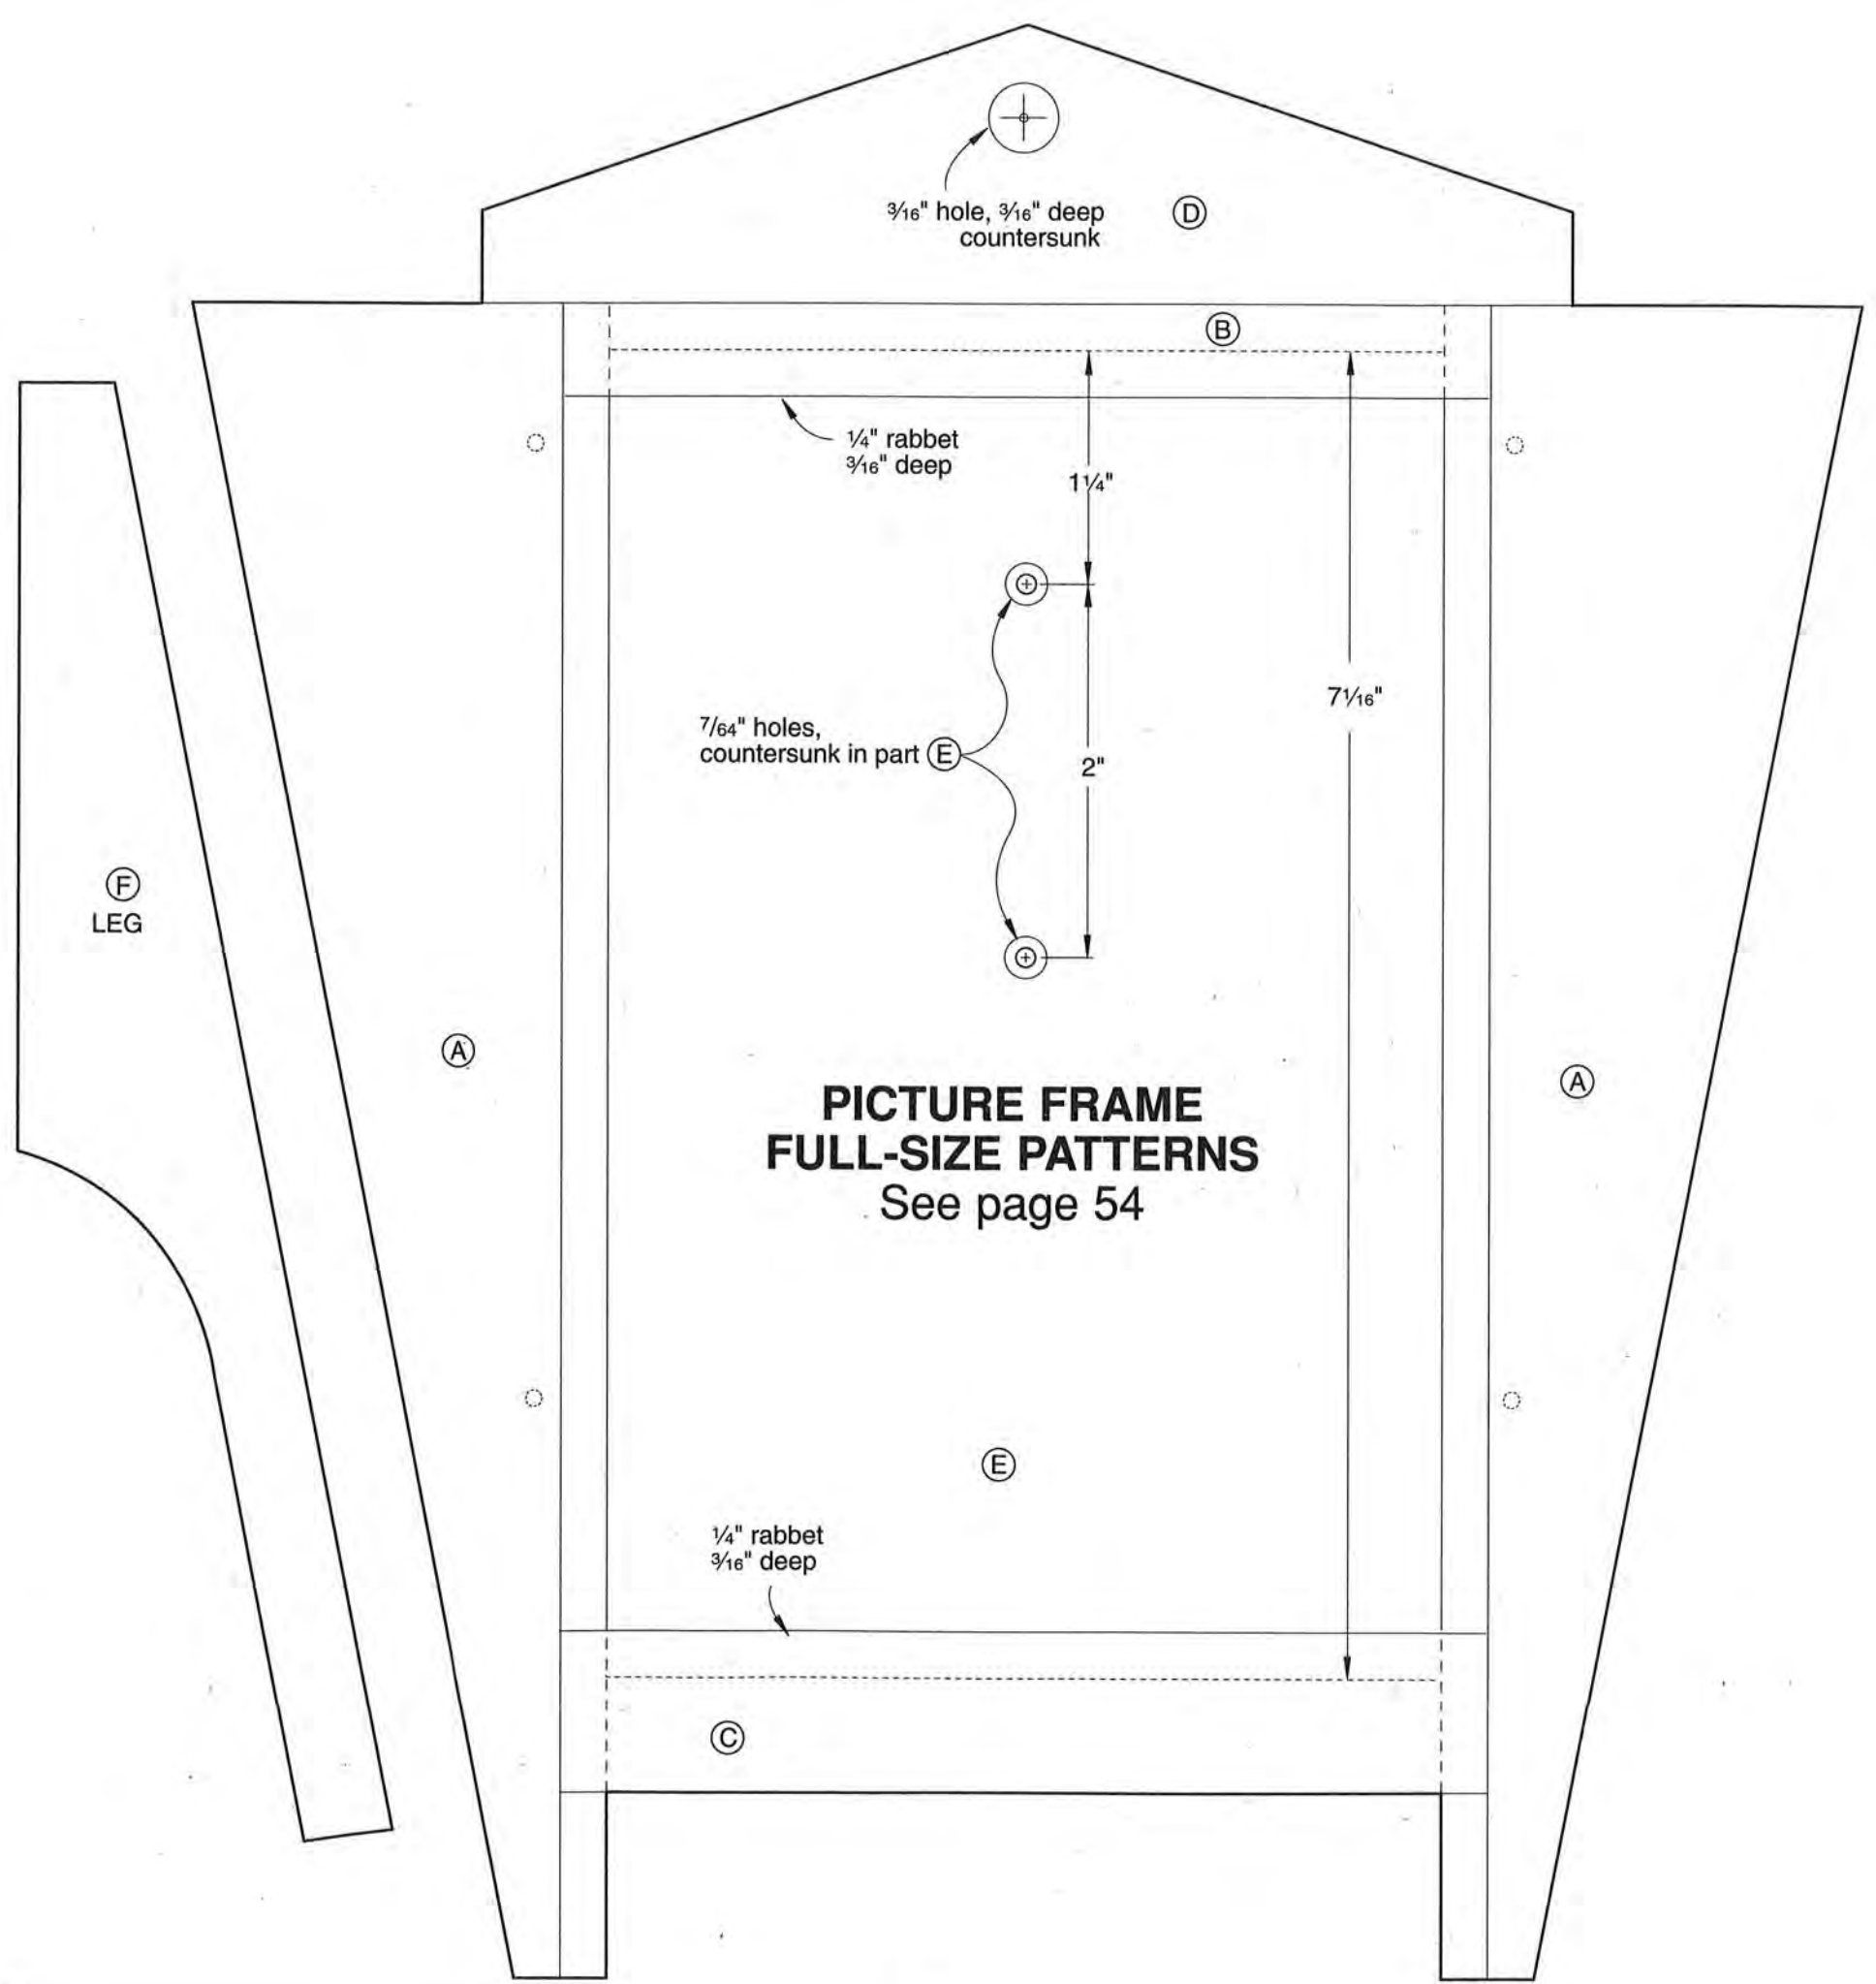 3/16" hole, 3/16" deep
countersunk
D
B
1/4" rabbet
3/16" deep
1 1/4"
7 1/16"
7/64" holes,
countersunk in part E
2"
F
LEG
A
A
PICTURE FRAME
FULL-SIZE PATTERNS
See page 54
E
1/4" rabbet
3/16" deep
C